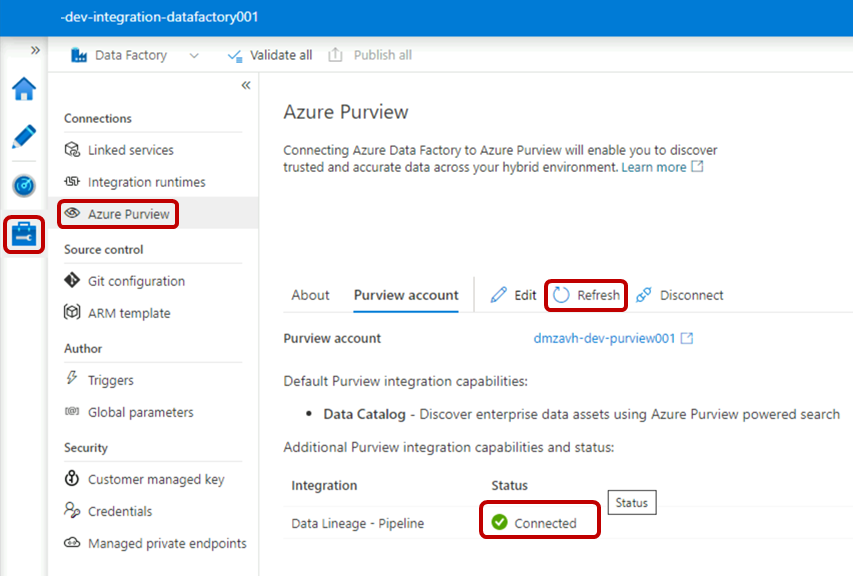 -dev-integration-datafactory001
»
Data Factory
Validate all
Publish all
«
Connections
Linked services
Integration runtimes
Azure Purview
Source control
Git configuration
ARM template
Author
Triggers
Global parameters
Security
Customer managed key
Credentials
Managed private endpoints
Azure Purview
Connecting Azure Data Factory to Azure Purview will enable you to discover
trusted and accurate data across your hybrid environment. Learn more
About Purview account Edit Refresh Disconnect
Purview account dmzavh-dev-purview001
Default Purview integration capabilities:
• Data Catalog - Discover enterprise data assets using Azure Purview powered search
Additional Purview integration capabilities and status:
Integration Status
Status
Data Lineage - Pipeline Connected